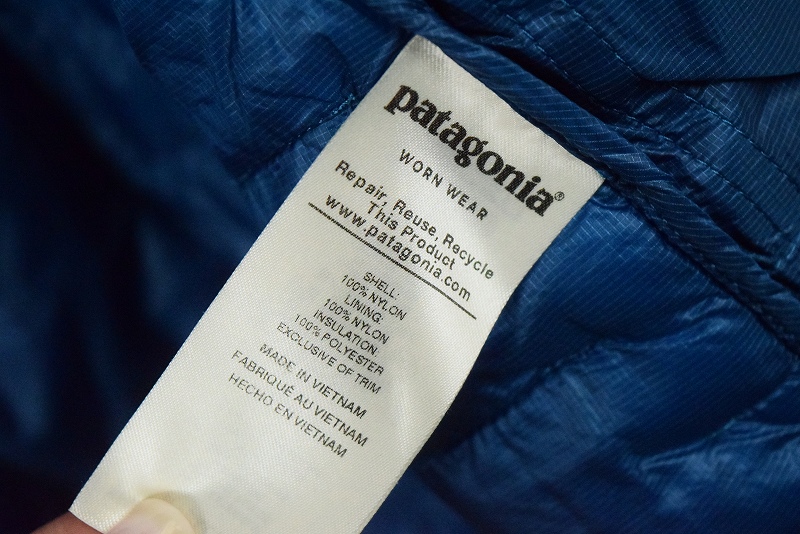 patagonia®
WORN WEAR
Repair, Reuse, Recycle
This Product
www.patagonia.com
SHELL:
100% NYLON
LINING:
100% NYLON
INSULATION:
100% POLYESTER
EXCLUSIVE OF TRIM
MADE IN VIETNAM
FABRIQUÉ AU VIETNAM
HECHO EN VIETNAM